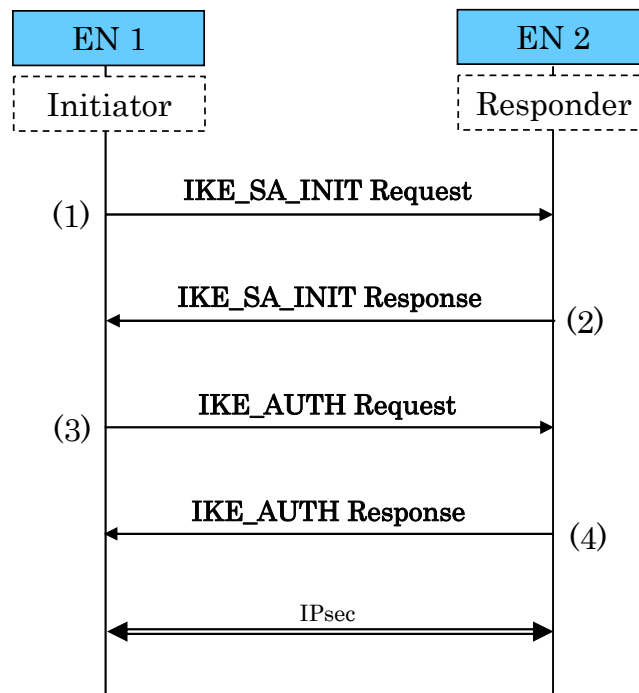 EN 1
EN 2
Initiator
Responder
IKE_SA_INIT Request
(1)
IKE_SA_INIT Response
(2)
IKE_AUTH Request
(3)
IKE_AUTH Response
(4)
IPsec